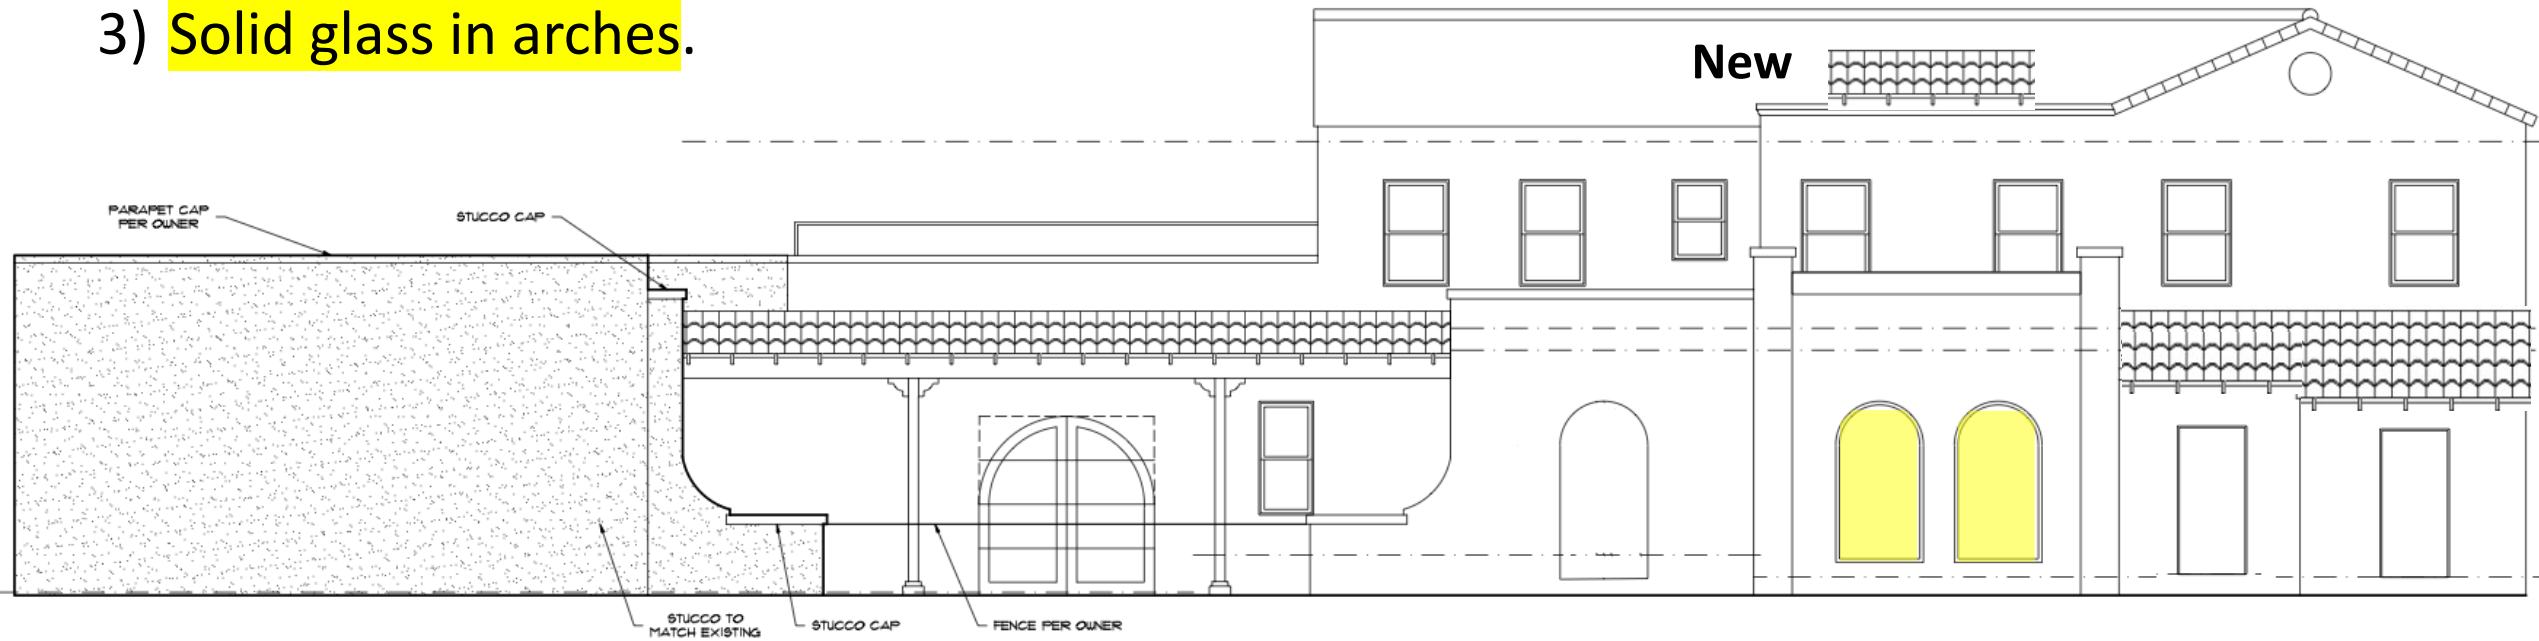 3) Solid glass in arches.
New
PARAPET CAP
PER OWNER
STUCCO CAP
STUCCO TO
MATCH EXISTING
STUCCO CAP
FENCE PER OWNER